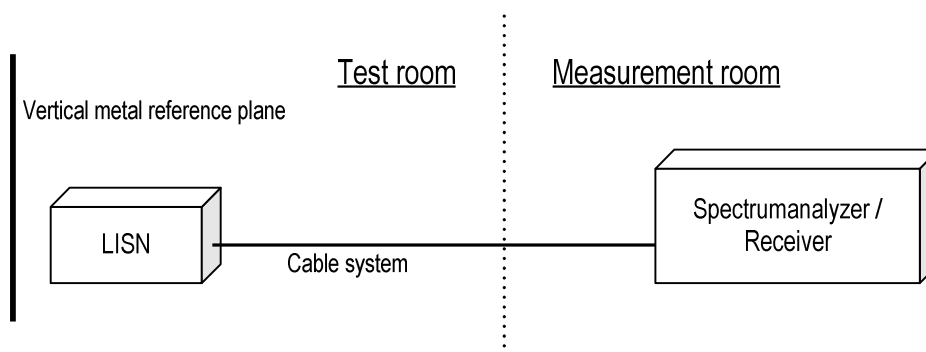 Test room
Measurement room
Vertical metal reference plane
LISN
Cable system
Spectrumanalyzer /
Receiver